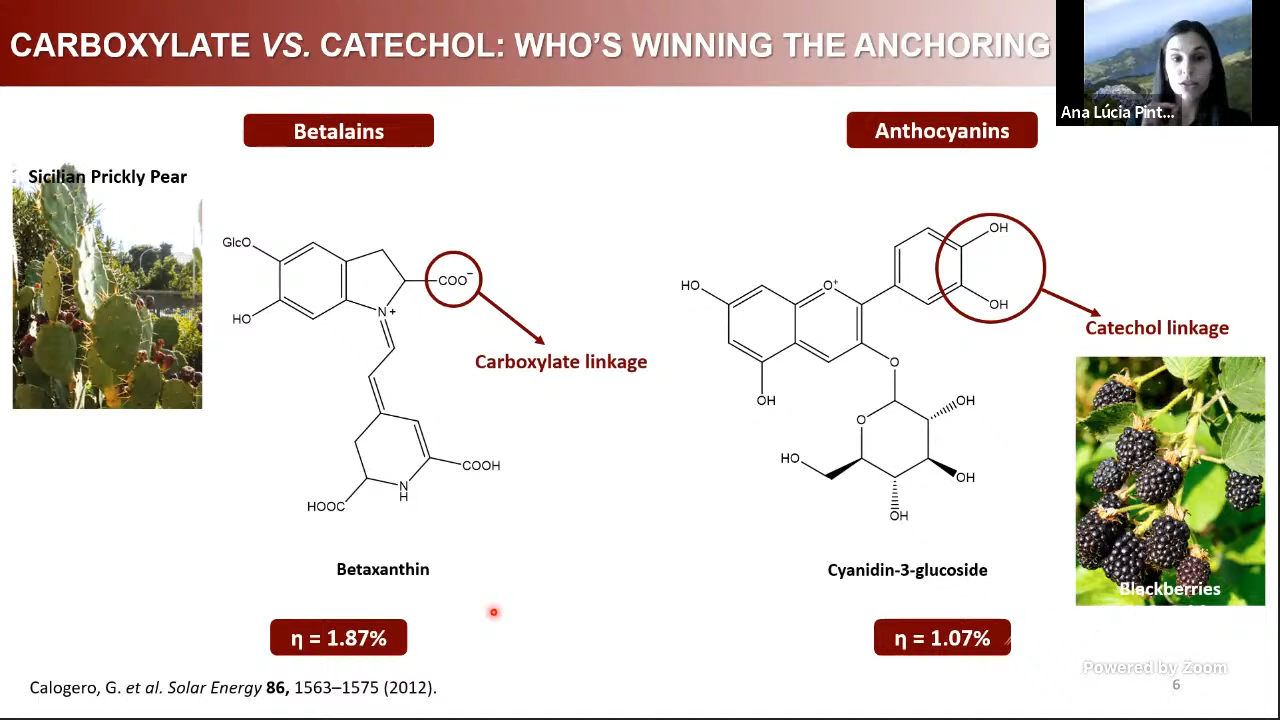 CARBOXYLATE VS. CATECHOL: WHO'S WINNING THE ANCHORING
Ana Lúcia Pint...
Betalains
Anthocyanins
Sicilian Prickly Pear
GlcO
HO
COO⁻
N⁺
Carboxylate linkage
COOH
HOOC
N
H
Betaxanthin
η = 1.87%
HO
O⁺
OH
OH
Catechol linkage
OH
O
O
OH
HO
OH
OH
Cyanidin-3-glucoside
Blackberries
η = 1.07%
Powered by Zoom
Calogero, G. et al. Solar Energy 86, 1563–1575 (2012).
6